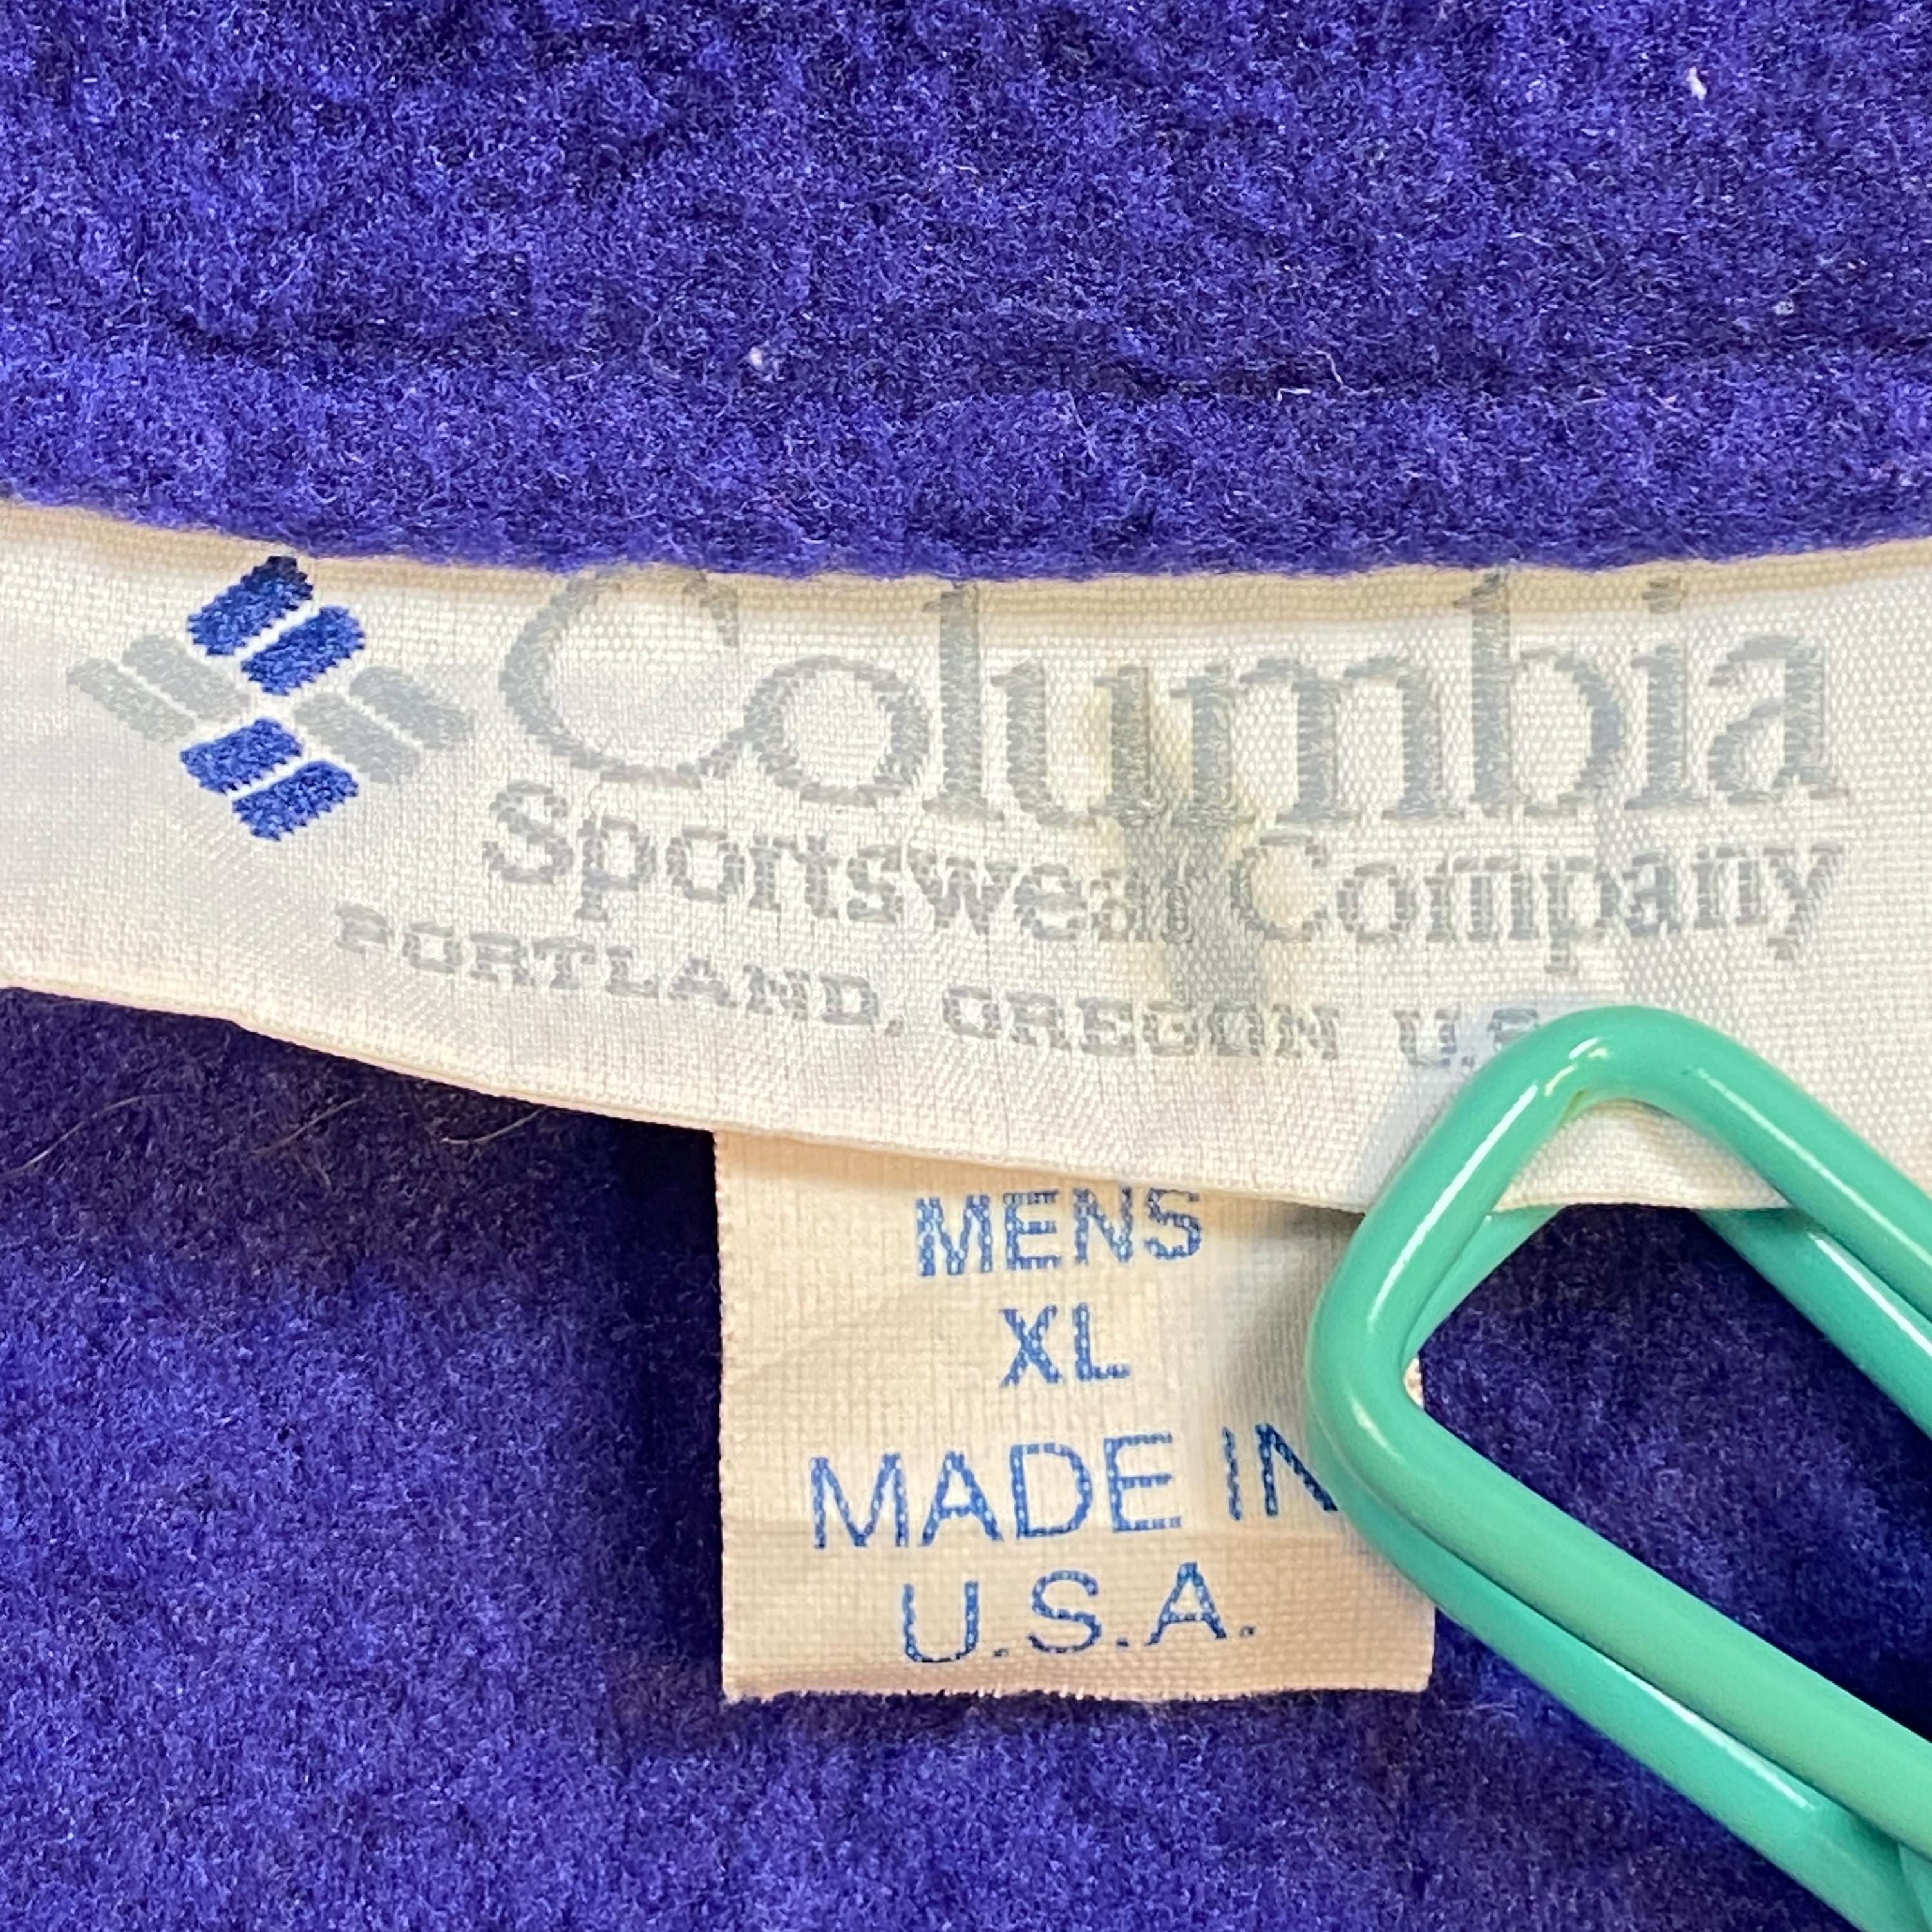 Columbia
Sportswear Company
PORTLAND, OREGON U.S
MENS
XL
MADE IN
U.S.A.